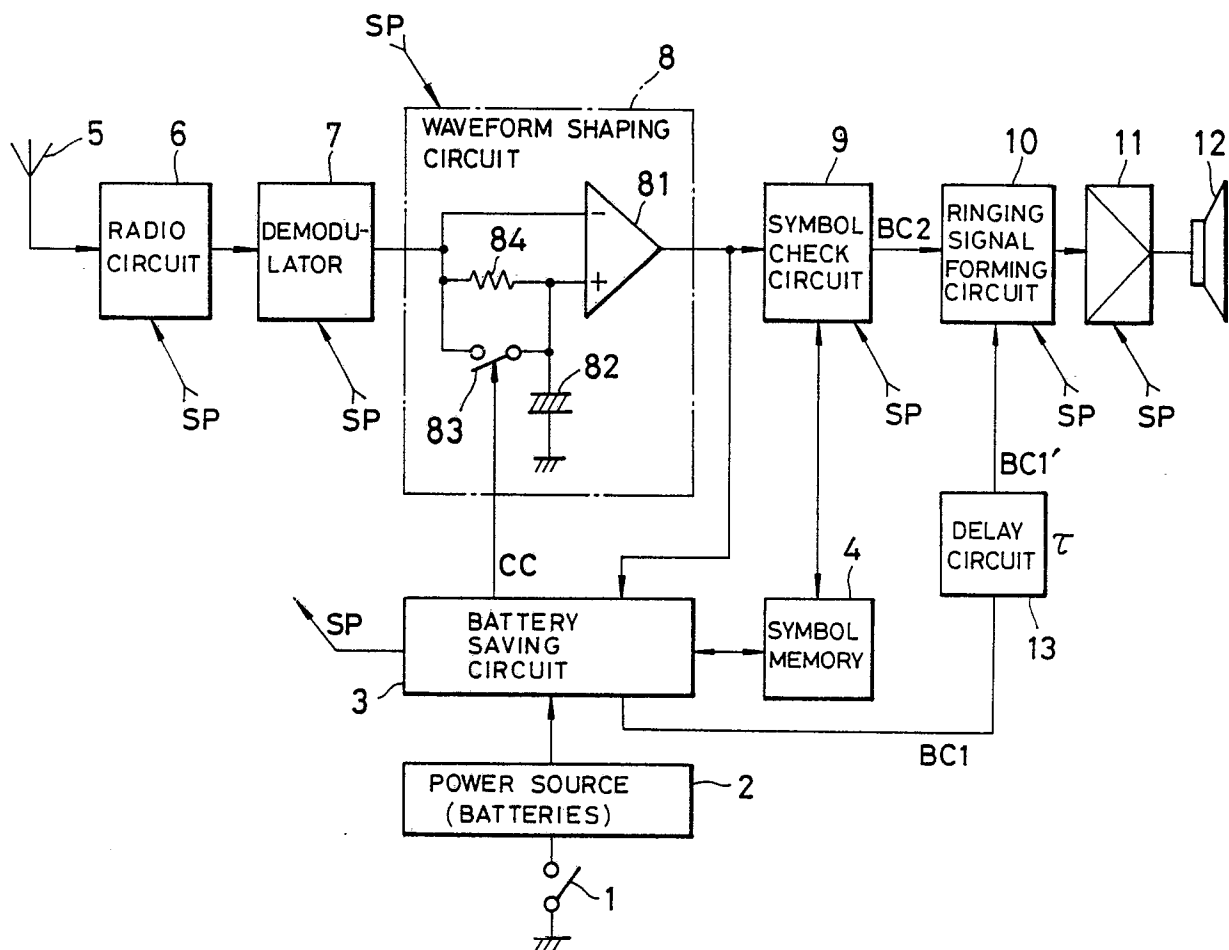 SP
8
5
6
7
WAVEFORM SHAPING
CIRCUIT
9
10
11
12
81
RADIO
CIRCUIT
DEMODU-
LATOR
84
−
+
SYMBOL
CHECK
CIRCUIT
BC2
RINGING
SIGNAL
FORMING
CIRCUIT
82
83
SP
SP
SP
SP
SP
BC1′
CC
4
DELAY
CIRCUIT
τ
SP
BATTERY
SAVING
CIRCUIT
SYMBOL
MEMORY
13
3
BC1
POWER SOURCE
(BATTERIES)
2
1